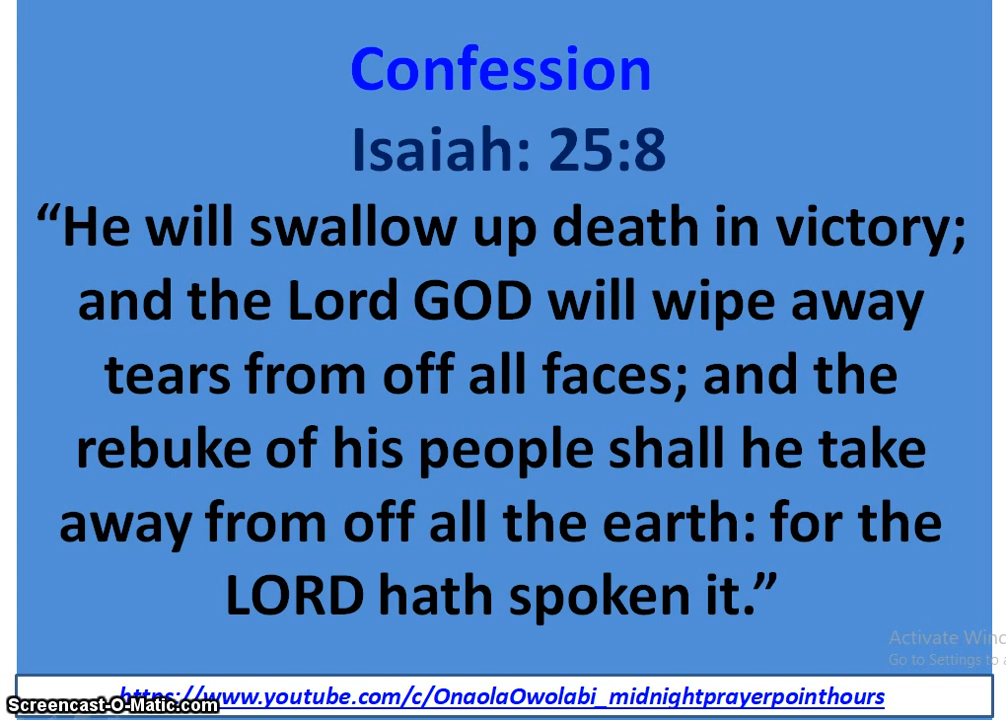 Confession
Isaiah: 25:8
“He will swallow up death in victory;
and the Lord GOD will wipe away
tears from off all faces; and the
rebuke of his people shall he take
away from off all the earth: for the
LORD hath spoken it.”
Activate Winc
Go to Settings to a
https://www.youtube.com/c/OnaolaOwolabi_midnightprayerpointhours
Screencast-O-Matic.com